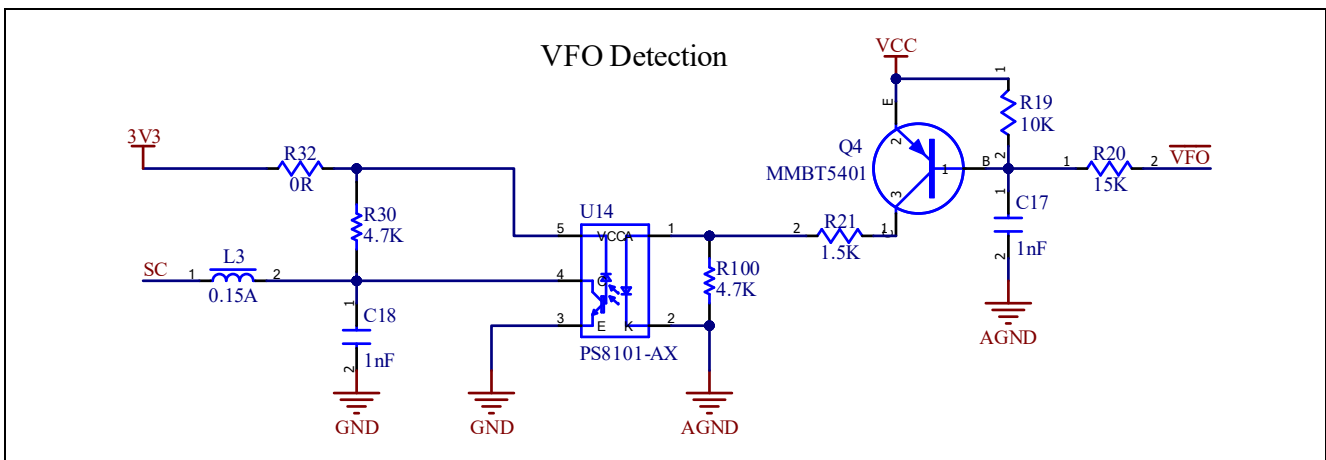 VFO Detection
VCC
3V3
R32
0R
R30
4.7K
SC
1
L3
2
0.15A
1
C18
1nF
2
GND
GND
U14
5
VCC
A
1
4
O
3
E
K
2
PS8101-AX
R100
4.7K
AGND
2
R21
1
1.5K
C
3
E
2
Q4
MMBT5401
1
B
1
R19
10K
2
1
R20
2
15K
VFO
1
C17
1nF
2
AGND